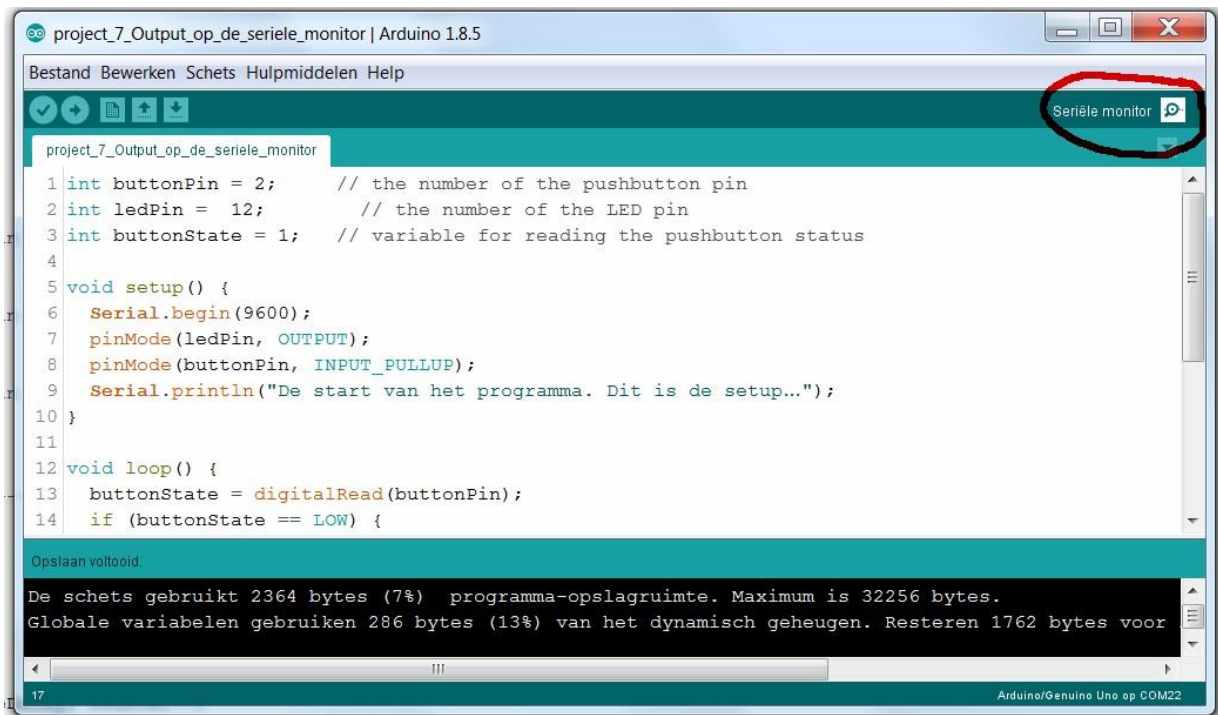 project_7_Output_op_de_seriele_monitor | Arduino 1.8.5
Bestand Bewerken Schets Hulpmiddelen Help
Seriële monitor
project_7_Output_op_de_seriele_monitor
1 int buttonPin = 2;      // the number of the pushbutton pin
2 int ledPin =  12;        // the number of the LED pin
3 int buttonState = 1;   // variable for reading the pushbutton status
4
5 void setup() {
6   Serial.begin(9600);
7   pinMode(ledPin, OUTPUT);
8   pinMode(buttonPin, INPUT_PULLUP);
9   Serial.println("De start van het programma. Dit is de setup...");
10 }
11
12 void loop() {
13   buttonState = digitalRead(buttonPin);
14   if (buttonState == LOW) {
Opslaan voltooid.
De schets gebruikt 2364 bytes (7%)  programma-opslagruimte. Maximum is 32256 bytes.
Globale variabelen gebruiken 286 bytes (13%) van het dynamisch geheugen. Resteren 1762 bytes voor
17
Arduino/Genuino Uno op COM22